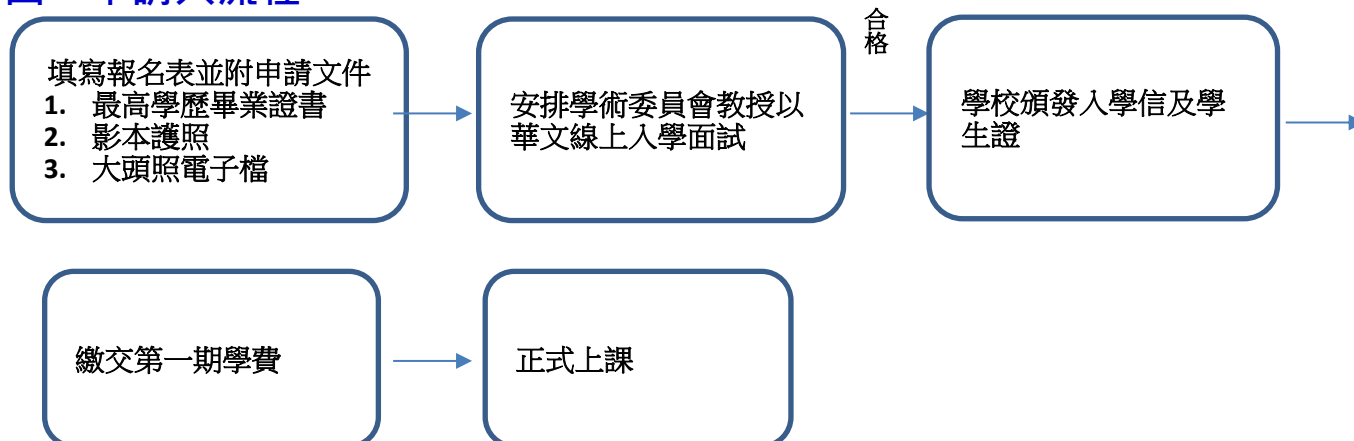 填寫報名表並附申請文件
1. 最高學歷畢業證書
2. 影本護照
3. 大頭照電子檔
安排學術委員會教授以
華文線上入學面試
合格
學校頒發入學信及學
生證
繳交第一期學費
正式上課